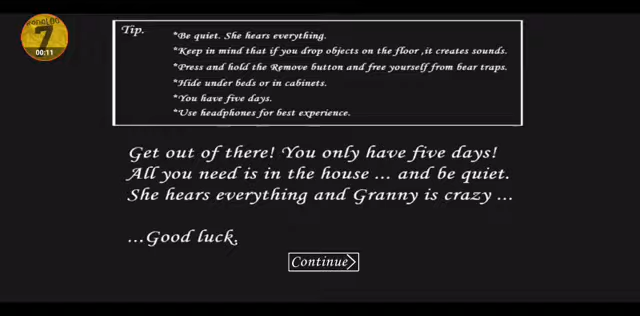 Canal DG
7
00:11
Tip.
*Be quiet. She hears everything.
*Keep in mind that if you drop objects on the floor ,it creates sounds.
*Press and hold the Remove button and free yourself from bear traps.
*Hide under beds or in cabinets.
*You have five days.
*Use headphones for best experience.
Get out of there! You only have five days!
All you need is in the house ... and be quiet.
She hears everything and Granny is crazy ...
...Good luck.
Continue